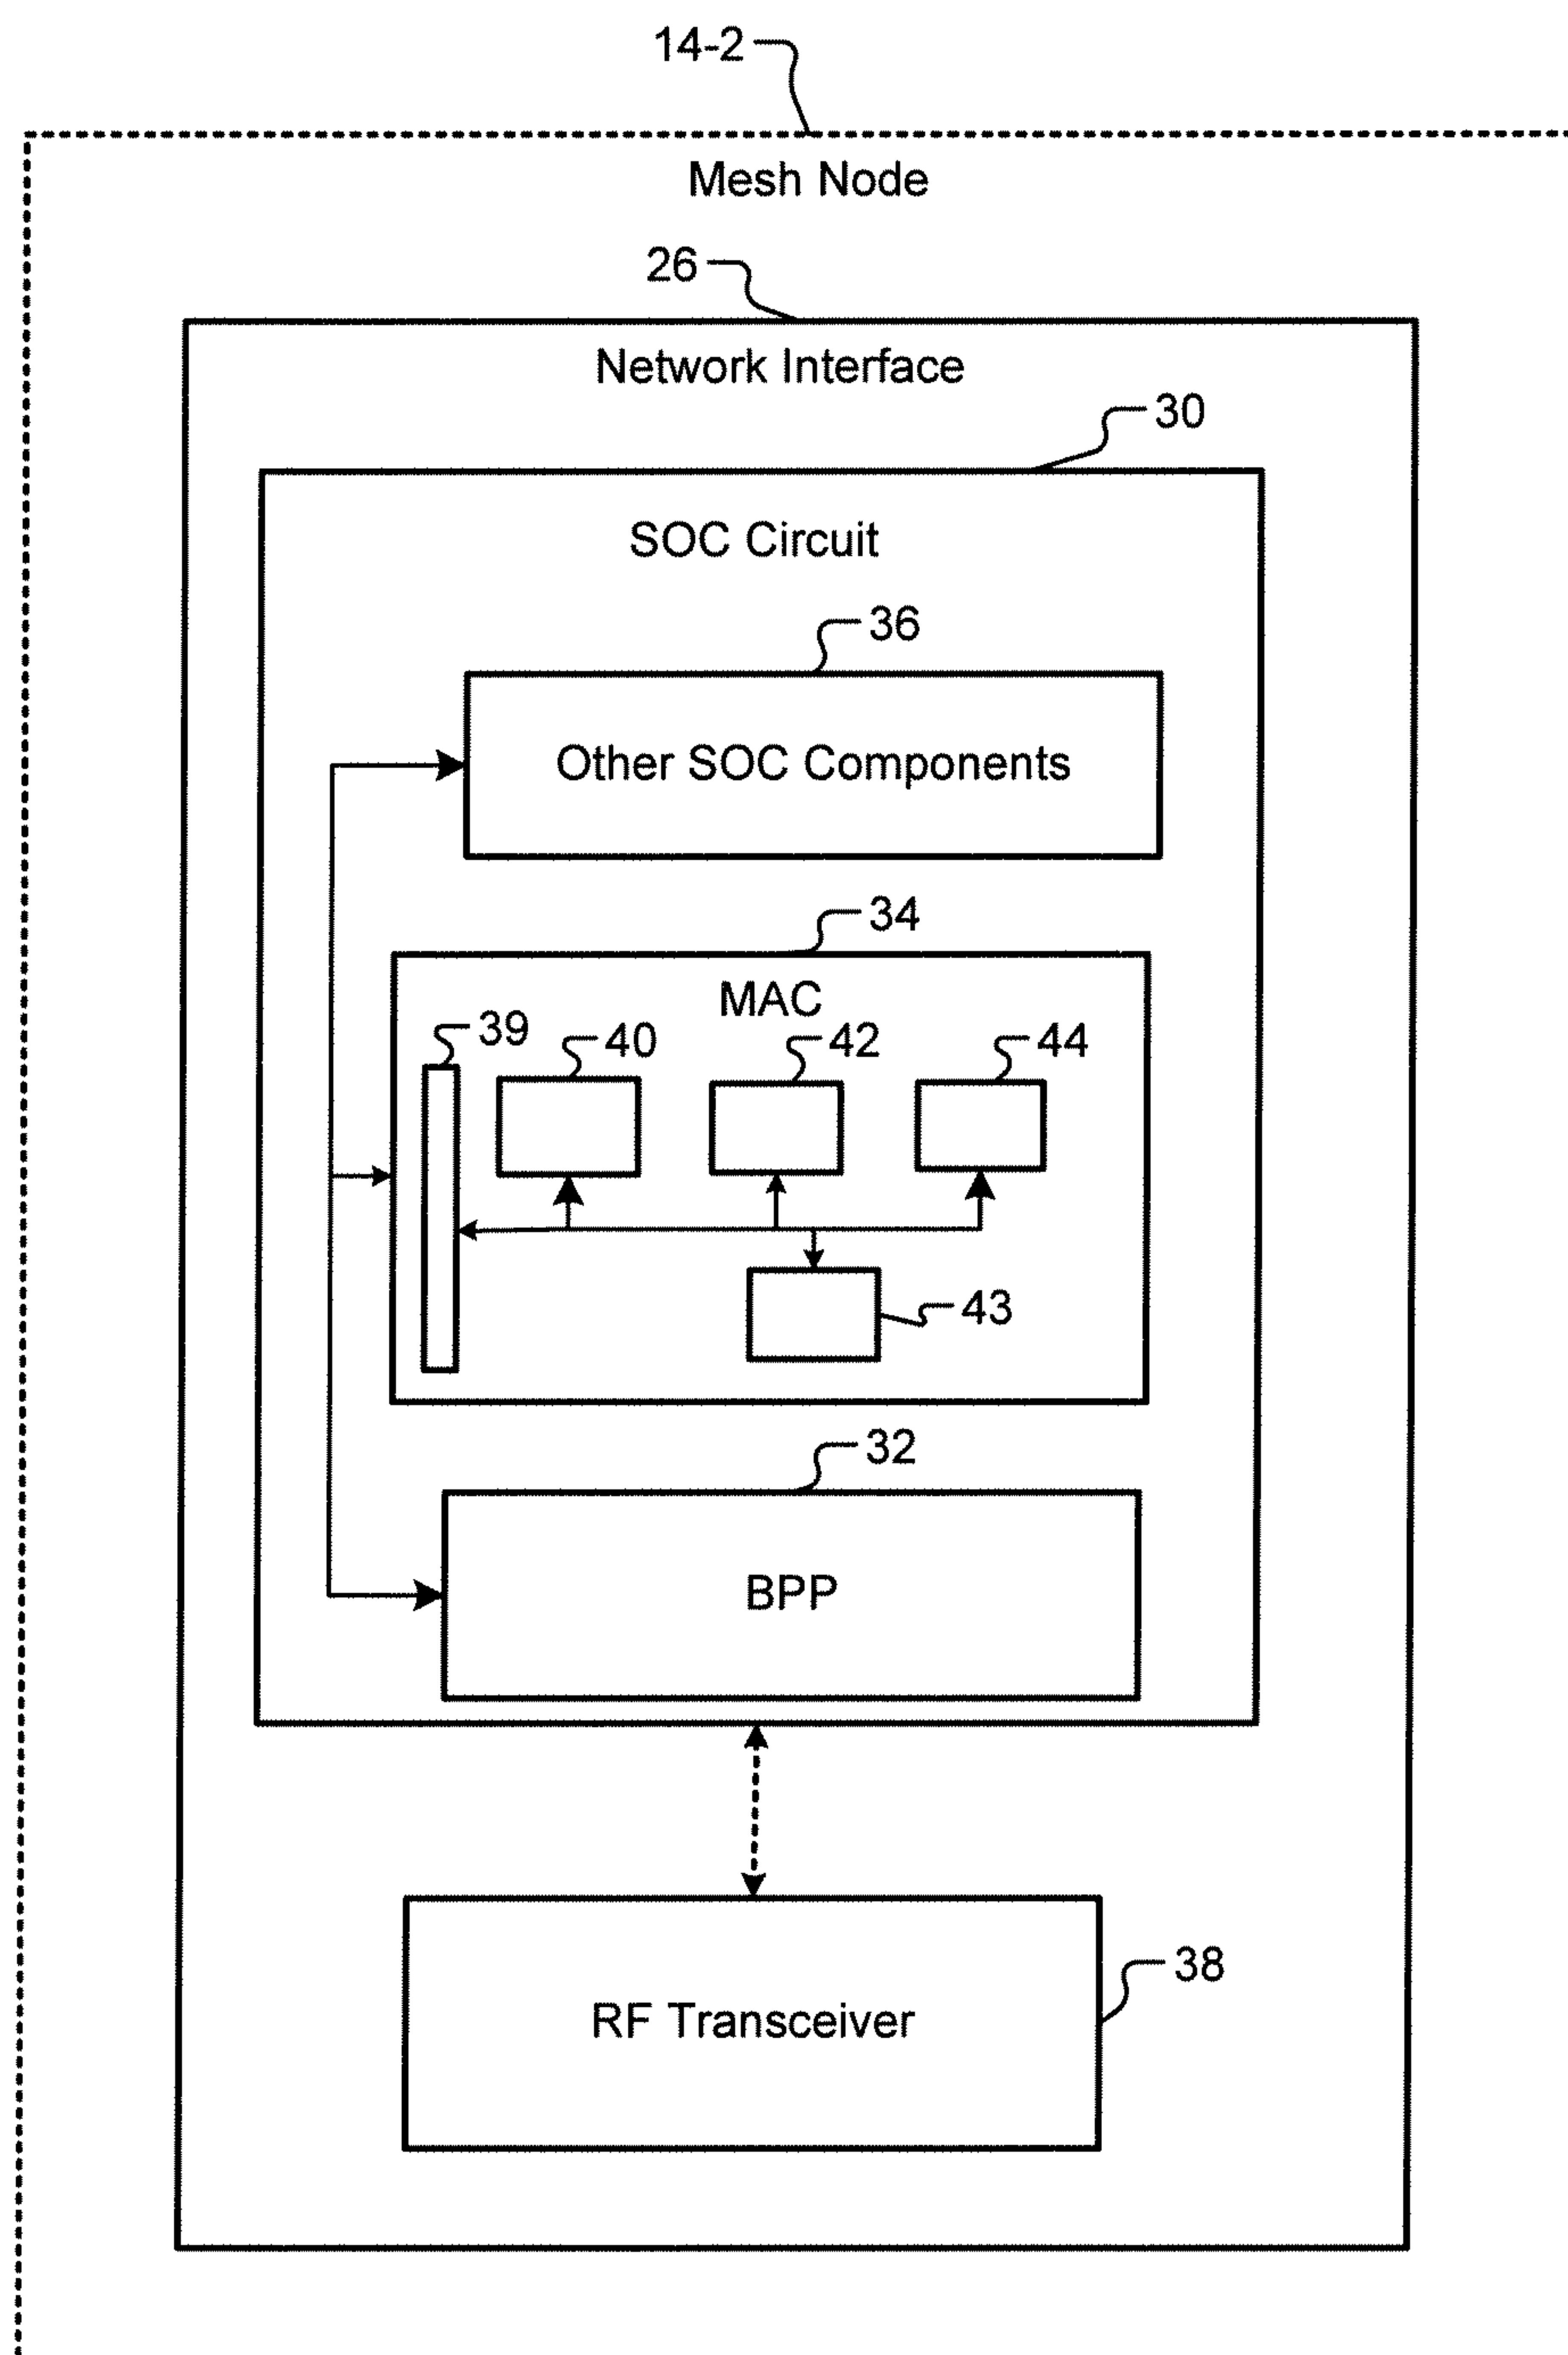 14-2
Mesh Node
26
Network Interface
30
SOC Circuit
36
Other SOC Components
34
MAC
39
40
42
44
43
32
BPP
38
RF Transceiver